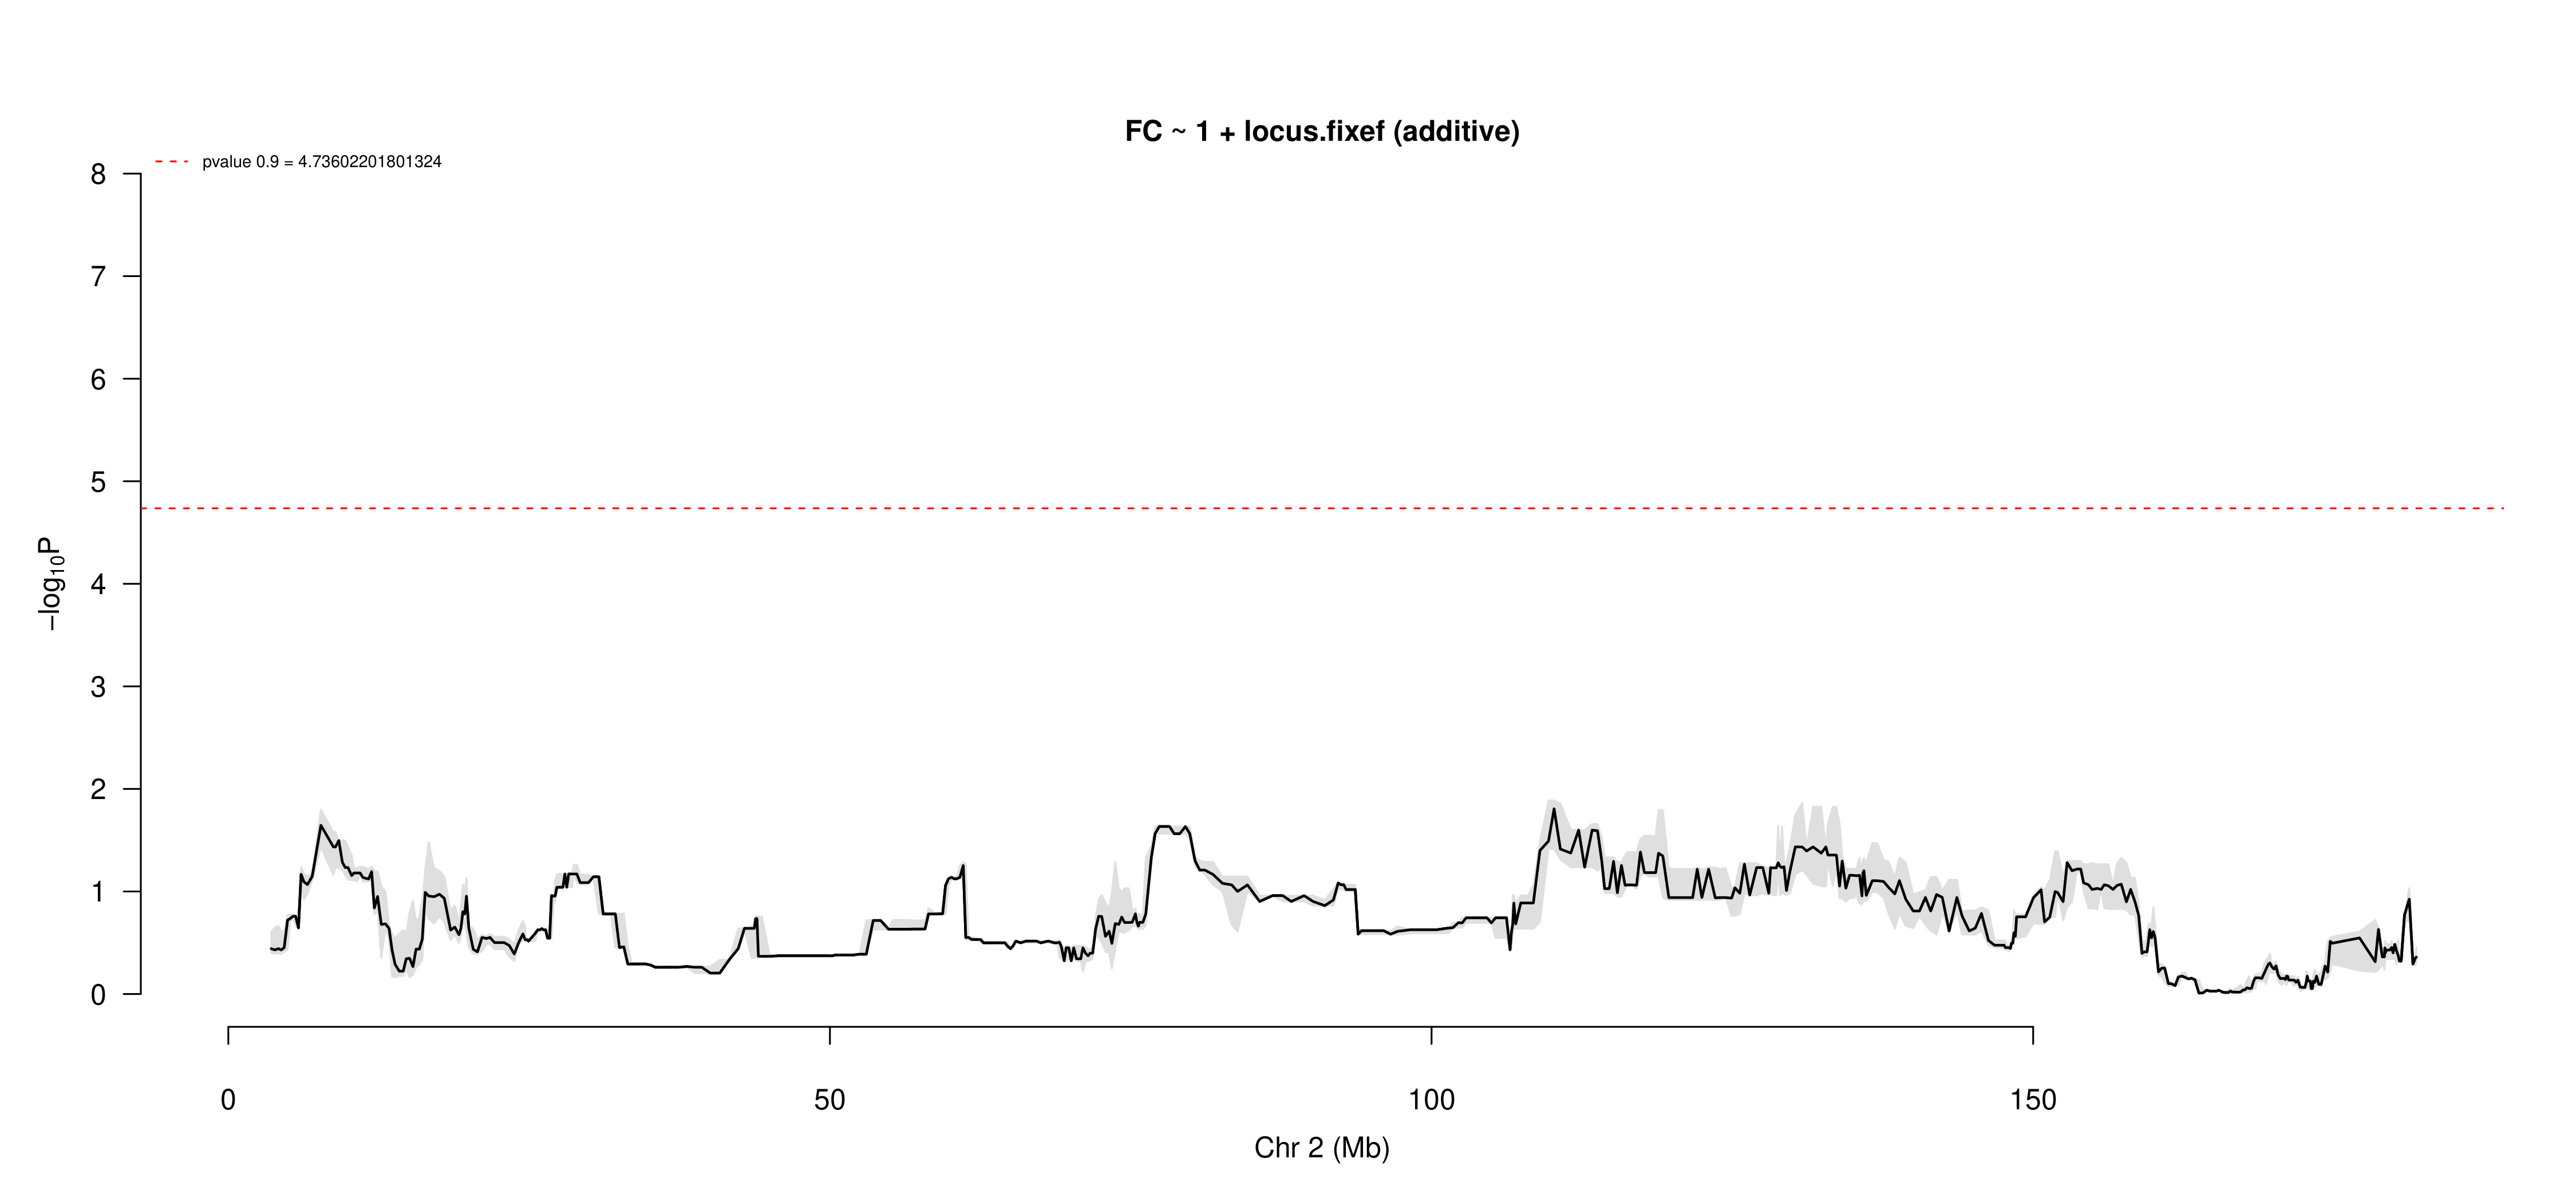 FC ~ 1 + locus.fixef (additive)
pvalue 0.9 = 4.73602201801324
8
7
6
5
4
3
2
1
0
−log10P
0 50 100 150
Chr 2 (Mb)